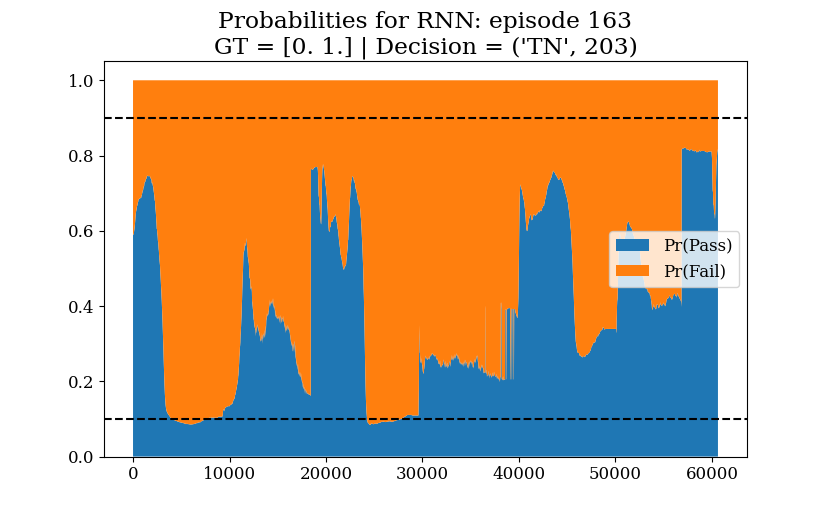 Probabilities for RNN: episode 163
GT = [0. 1.] | Decision = ('TN', 203)
1.0
0.8
0.6
0.4
0.2
0.0
Pr(Pass)
Pr(Fail)
0 10000 20000 30000 40000 50000 60000